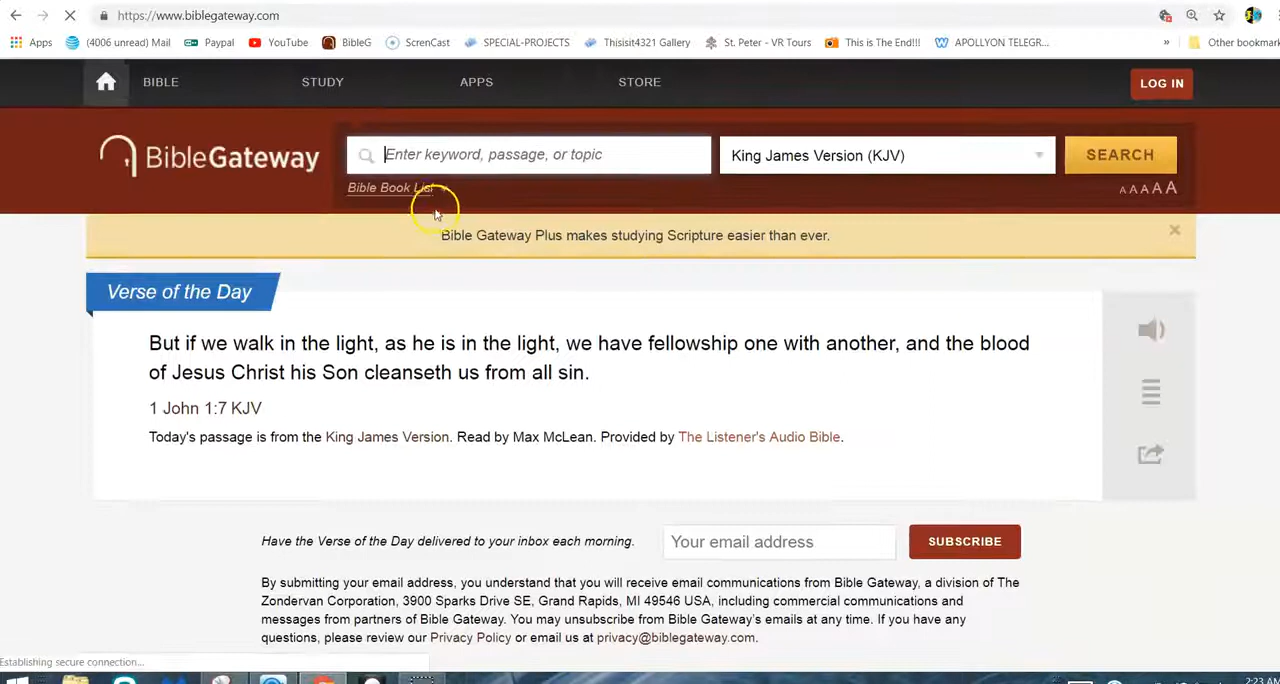 https://www.biblegateway.com
Apps (4006 unread) Mail Paypal YouTube BibleG ScrenCast SPECIAL-PROJECTS Thisisit4321 Gallery St. Peter - VR Tours This is The End!!! APOLLYON TELEGR... » Other bookmark
BIBLE STUDY APPS STORE LOG IN
BibleGateway Enter keyword, passage, or topic King James Version (KJV) SEARCH
Bible Book List A A A A A
Bible Gateway Plus makes studying Scripture easier than ever. ×
Verse of the Day
But if we walk in the light, as he is in the light, we have fellowship one with another, and the blood
of Jesus Christ his Son cleanseth us from all sin.
1 John 1:7 KJV
Today's passage is from the King James Version. Read by Max McLean. Provided by The Listener's Audio Bible.
Have the Verse of the Day delivered to your inbox each morning. Your email address SUBSCRIBE
By submitting your email address, you understand that you will receive email communications from Bible Gateway, a division of The
Zondervan Corporation, 3900 Sparks Drive SE, Grand Rapids, MI 49546 USA, including commercial communications and
messages from partners of Bible Gateway. You may unsubscribe from Bible Gateway's emails at any time. If you have any
questions, please review our Privacy Policy or email us at privacy@biblegateway.com.
Establishing secure connection...
2:23 AM